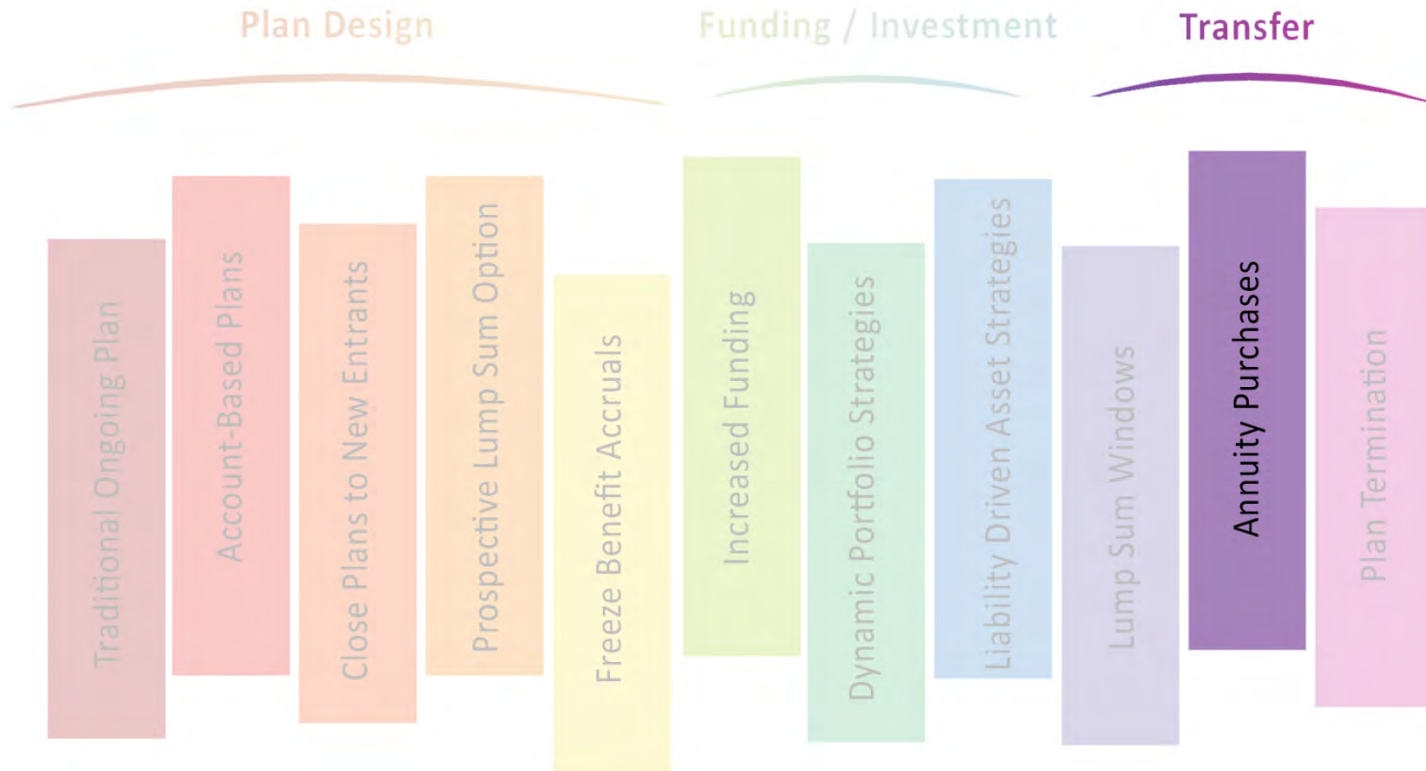 Plan Design
Funding / Investment
Transfer
Traditional Ongoing Plan
Account-Based Plans
Close Plans to New Entrants
Prospective Lump Sum Option
Freeze Benefit Accruals
Increased Funding
Dynamic Portfolio Strategies
Liability Driven Asset Strategies
Lump Sum Windows
Annuity Purchases
Plan Termination